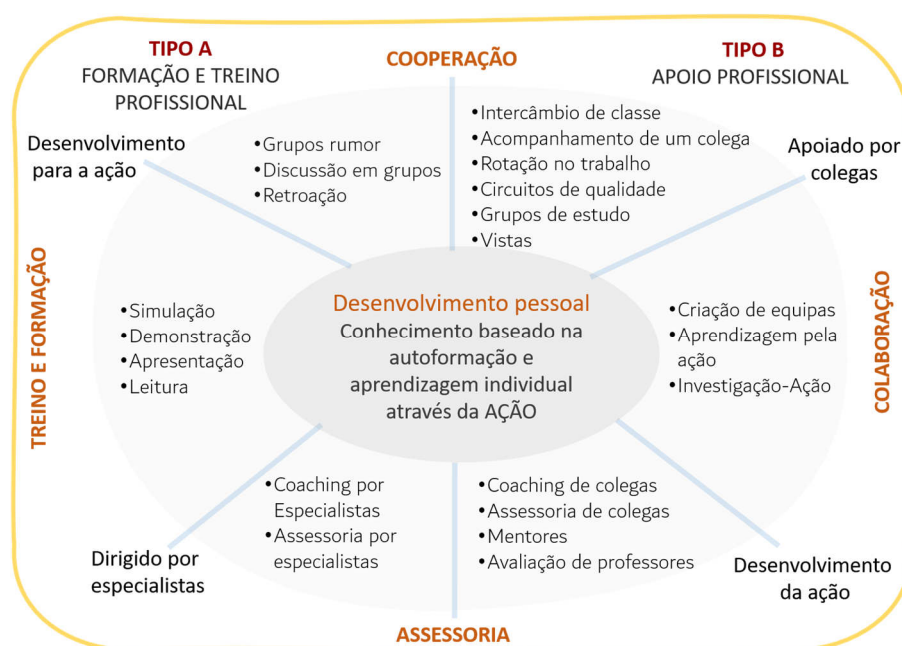 TIPO A
FORMAÇÃO E TREINO
PROFISSIONAL
COOPERAÇÃO
TIPO B
APOIO PROFISSIONAL
Desenvolvimento
para a ação
•Grupos rumor
•Discussão em grupos
•Retroação
•Intercâmbio de classe
•Acompanhamento de um colega
•Rotação no trabalho
•Circuitos de qualidade
•Grupos de estudo
•Vistas
Apoiado por
colegas
TREINO E FORMAÇÃO
•Simulação
•Demonstração
•Apresentação
•Leitura
Desenvolvimento pessoal
Conhecimento baseado na
autoformação e
aprendizagem individual
através da AÇÃO
•Criação de equipas
•Aprendizagem pela
ação
•Investigação-Ação
COLABORAÇÃO
Dirigido por
especialistas
•Coaching por
Especialistas
•Assessoria por
especialistas
•Coaching de colegas
•Assessoria de colegas
•Mentores
•Avaliação de professores
Desenvolvimento
da ação
ASSESSORIA